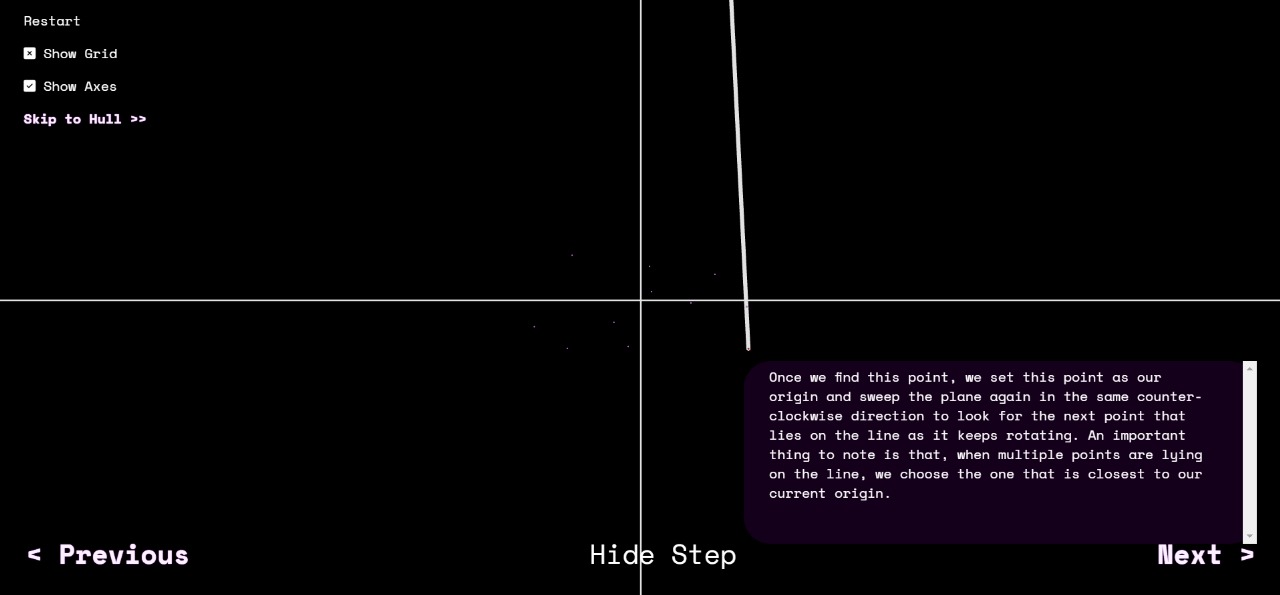 Restart
Show Grid
Show Axes
Skip to Hull >>
Once we find this point, we set this point as our
origin and sweep the plane again in the same counter-
clockwise direction to look for the next point that
lies on the line as it keeps rotating. An important
thing to note is that, when multiple points are lying
on the line, we choose the one that is closest to our
current origin.
< Previous
Hide Step
Next >